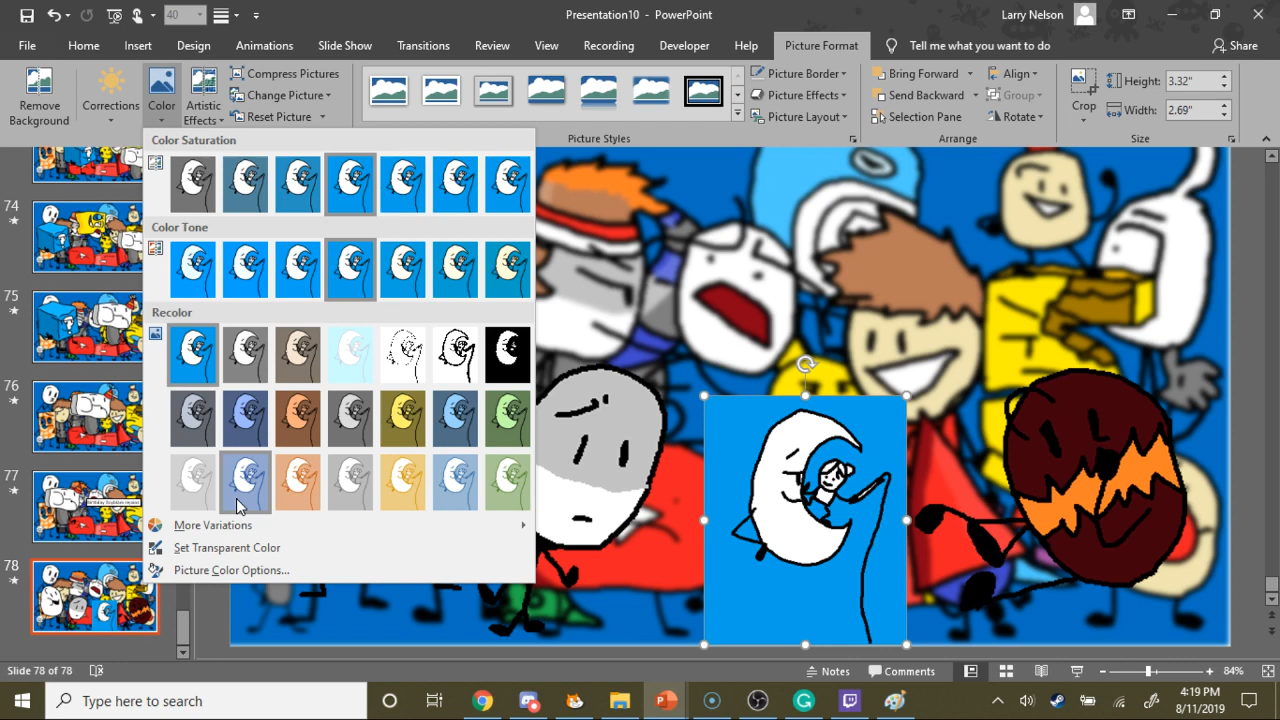 40
Presentation10 - PowerPoint
Larry Nelson
File
Home
Insert
Design
Animations
Slide Show
Transitions
Review
View
Recording
Developer
Help
Picture Format
Tell me what you want to do
Share
Remove Background
Corrections
Color
Artistic Effects
Compress Pictures
Change Picture
Reset Picture
Picture Styles
Picture Border
Picture Effects
Picture Layout
Bring Forward
Send Backward
Selection Pane
Align
Group
Rotate
Arrange
Crop
Height: 3.32"
Width: 2.69"
Size
Color Saturation
Color Tone
Recolor
More Variations
Set Transparent Color
Picture Color Options...
74
75
76
77
78
Slide 78 of 78
Notes
Comments
84%
Type here to search
4:19 PM
8/11/2019